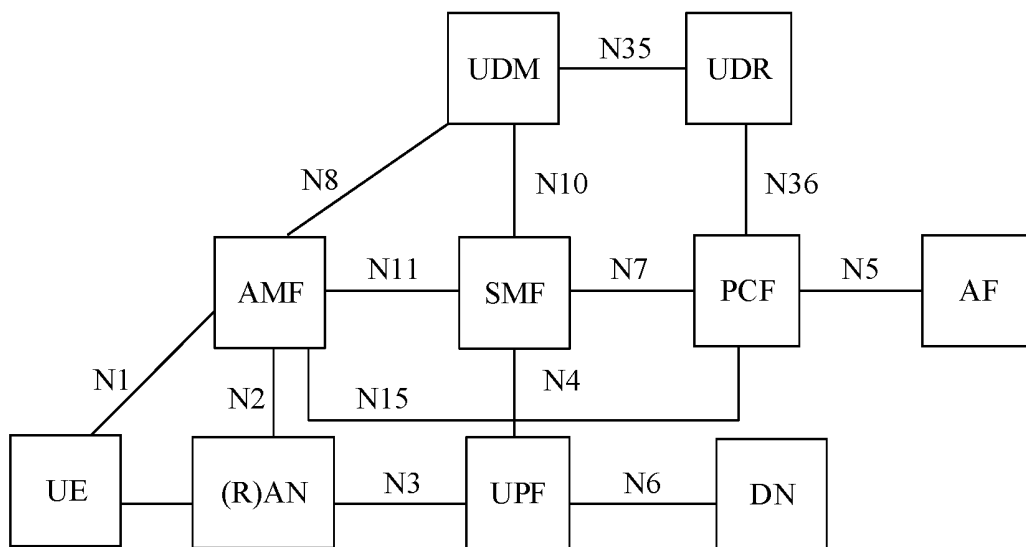 UDM
N35
UDR
N8
N10
N36
AMF
N11
SMF
N7
PCF
N5
AF
N1
N2
N15
N4
UE
(R)AN
N3
UPF
N6
DN